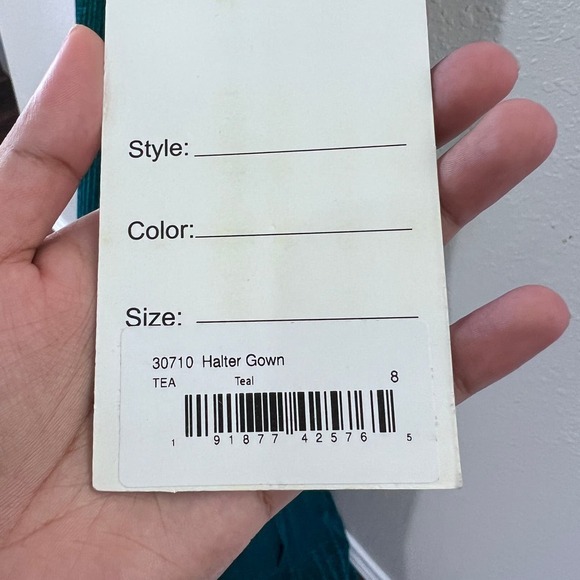 Style:
Color:
Size:
30710 Halter Gown
TEA Teal 8
1 91877 42576 5